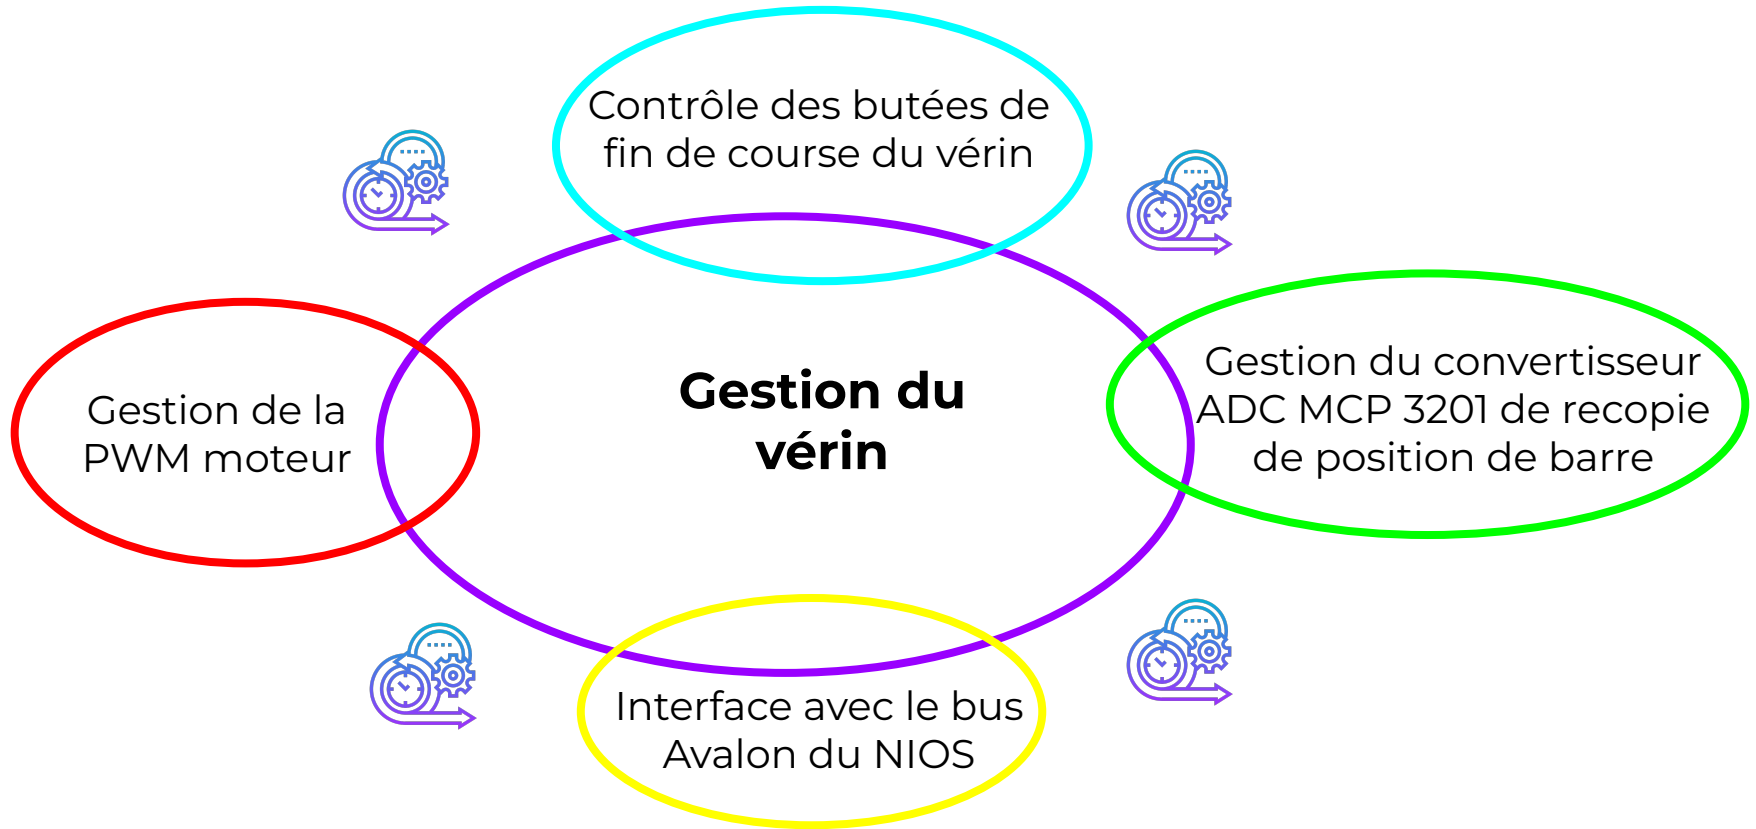 Contrôle des butées de
fin de course du vérin
Gestion de la
PWM moteur
Gestion du
vérin
Gestion du convertisseur
ADC MCP 3201 de recopie
de position de barre
Interface avec le bus
Avalon du NIOS